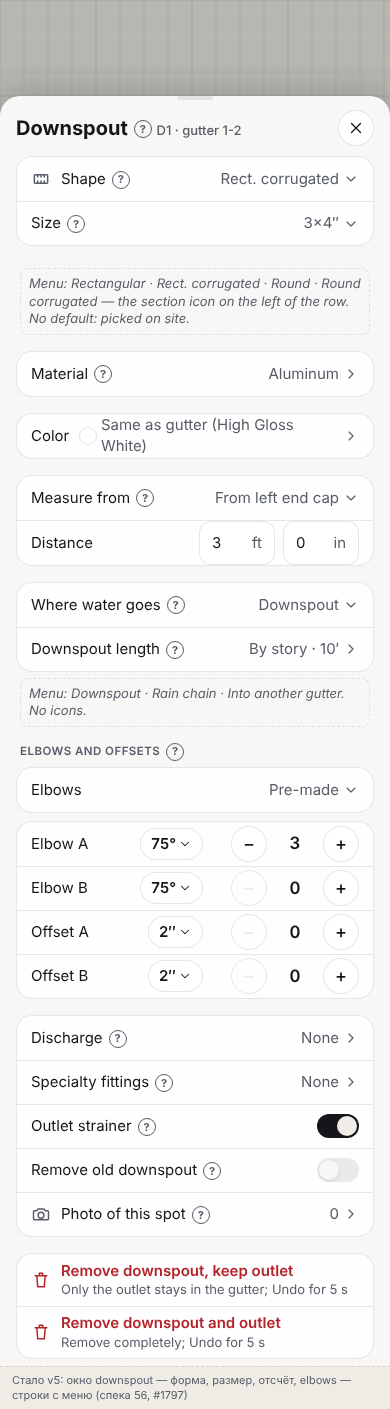 Downspout ? D1 · gutter 1-2
Shape ? Rect. corrugated
Size ? 3×4″
Menu: Rectangular · Rect. corrugated · Round · Round
corrugated — the section icon on the left of the row.
No default: picked on site.
Material ? Aluminum
Color Same as gutter (High Gloss
White)
Measure from ? From left end cap
Distance 3 ft 0 in
Where water goes ? Downspout
Downspout length ? By story · 10′
Menu: Downspout · Rain chain · Into another gutter.
No icons.
ELBOWS AND OFFSETS ?
Elbows Pre-made
Elbow A 75° − 3 +
Elbow B 75° − 0 +
Offset A 2″ − 0 +
Offset B 2″ − 0 +
Discharge ? None
Specialty fittings ? None
Outlet strainer ?
Remove old downspout ?
Photo of this spot ? 0
Remove downspout, keep outlet
Only the outlet stays in the gutter; Undo for 5 s
Remove downspout and outlet
Remove completely; Undo for 5 s
Стало v5: окно downspout — форма, размер, отсчёт, elbows —
строки с меню (спека 56, #1797)